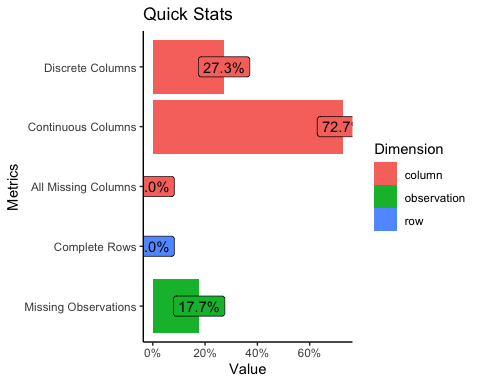 Quick Stats
Discrete Columns
27.3%
Continuous Columns
72.7%
All Missing Columns
.0%
Complete Rows
.0%
Missing Observations
17.7%
0%
20%
40%
60%
Value
Metrics
Dimension
column
observation
row